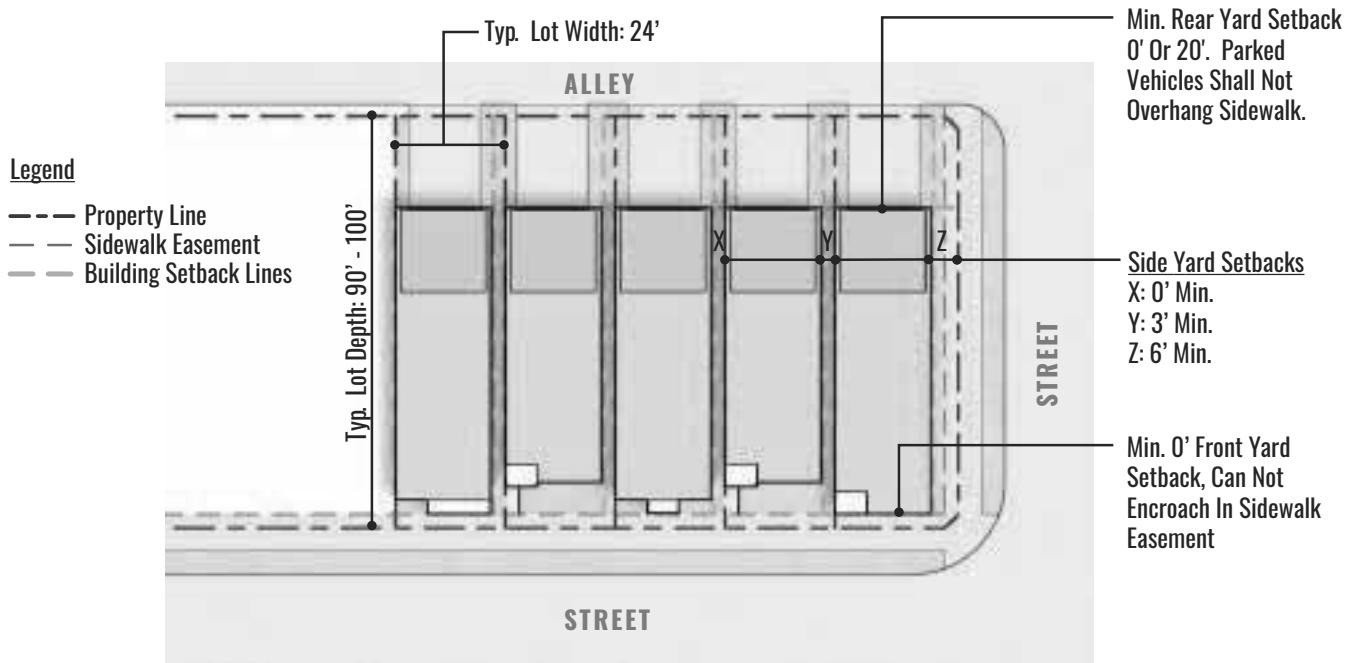 Typ. Lot Width: 24’
Min. Rear Yard Setback
0' Or 20'. Parked
Vehicles Shall Not
Overhang Sidewalk.
ALLEY
Legend
Property Line
Sidewalk Easement
Building Setback Lines
Typ. Lot Depth: 90’ - 100’
X
Y
Z
Side Yard Setbacks
X: 0’ Min.
Y: 3’ Min.
Z: 6’ Min.
STREET
Min. 0’ Front Yard
Setback, Can Not
Encroach In Sidewalk
Easement
STREET